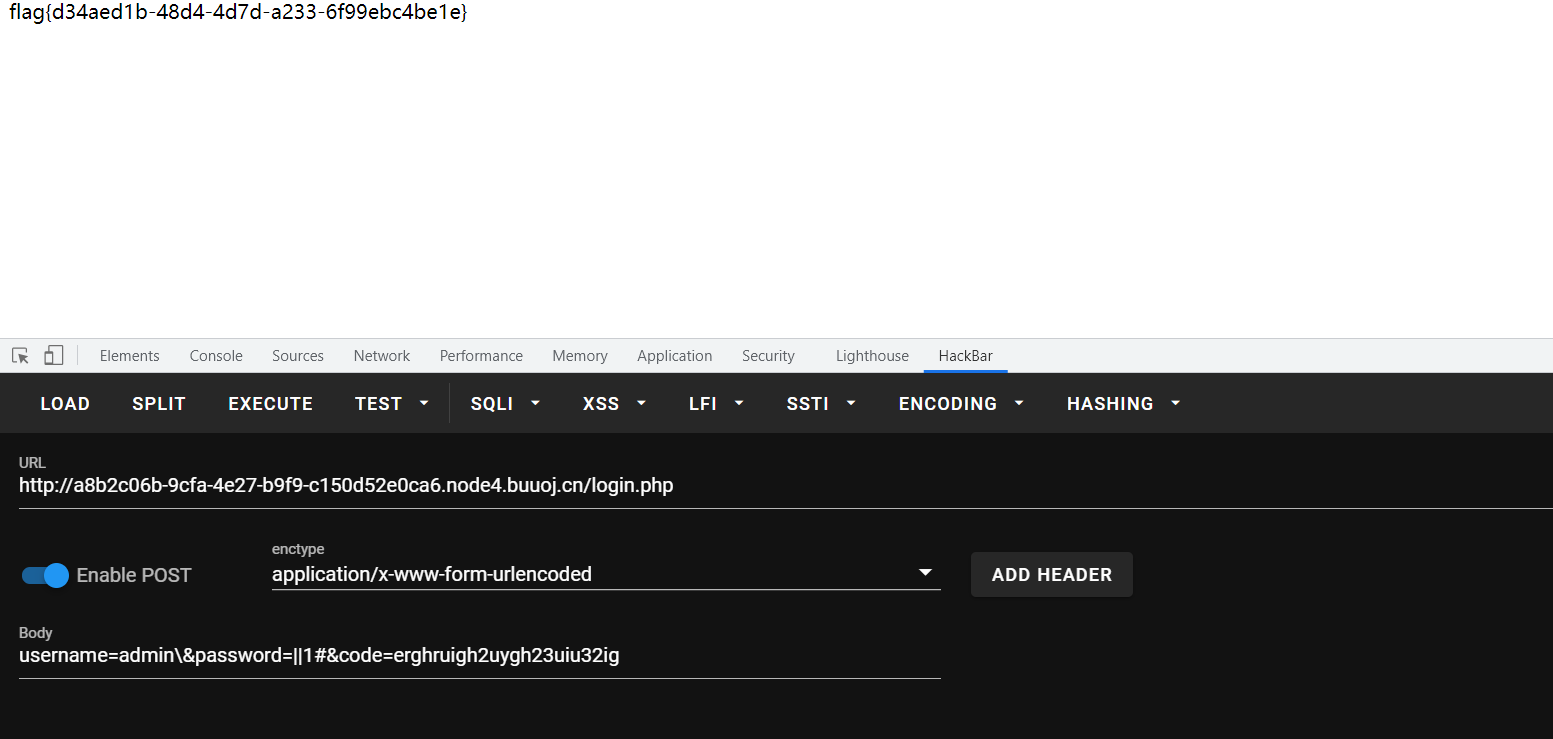 flag{d34aed1b-48d4-4d7d-a233-6f99ebc4be1e}
Elements Console Sources Network Performance Memory Application Security Lighthouse HackBar
LOAD SPLIT EXECUTE TEST SQLI XSS LFI SSTI ENCODING HASHING
URL
http://a8b2c06b-9cfa-4e27-b9f9-c150d52e0ca6.node4.buuoj.cn/login.php
enctype
Enable POST application/x-www-form-urlencoded ADD HEADER
Body
username=admin\&password=||1#&code=erghruigh2uygh23uiu32ig